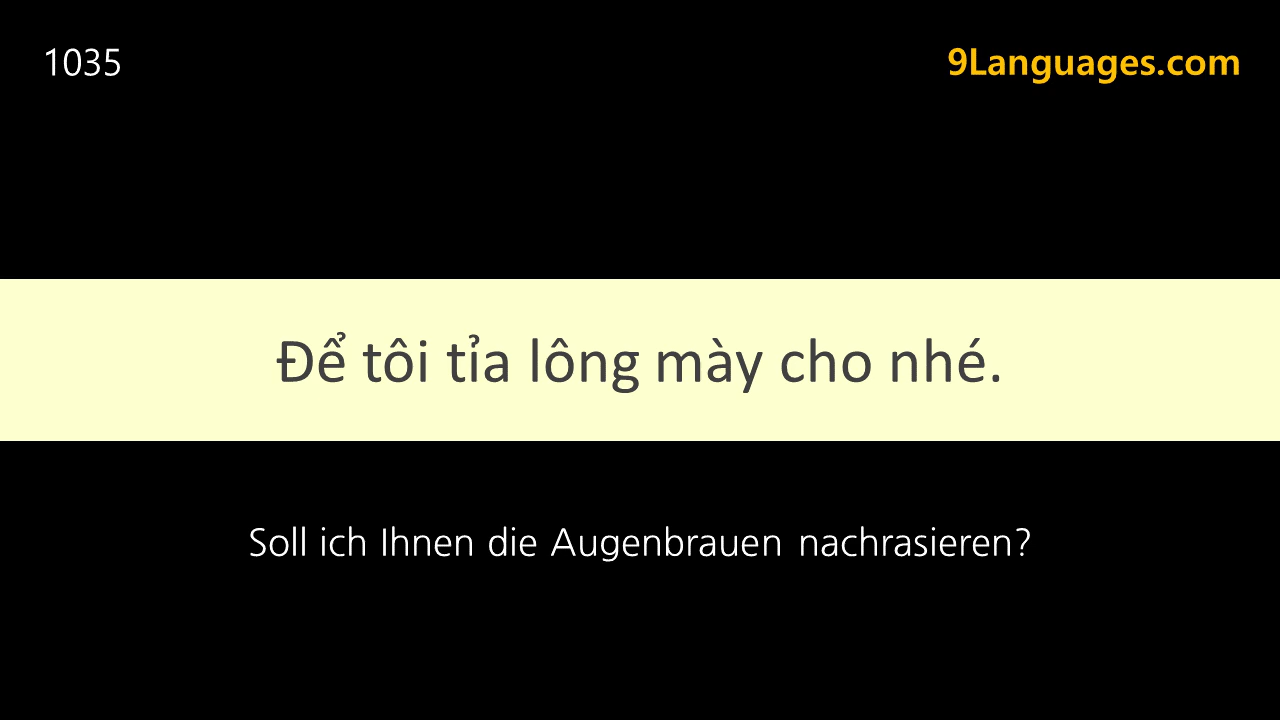 1035
9Languages.com
Để tôi tỉa lông mày cho nhé.
Soll ich Ihnen die Augenbrauen nachrasieren?